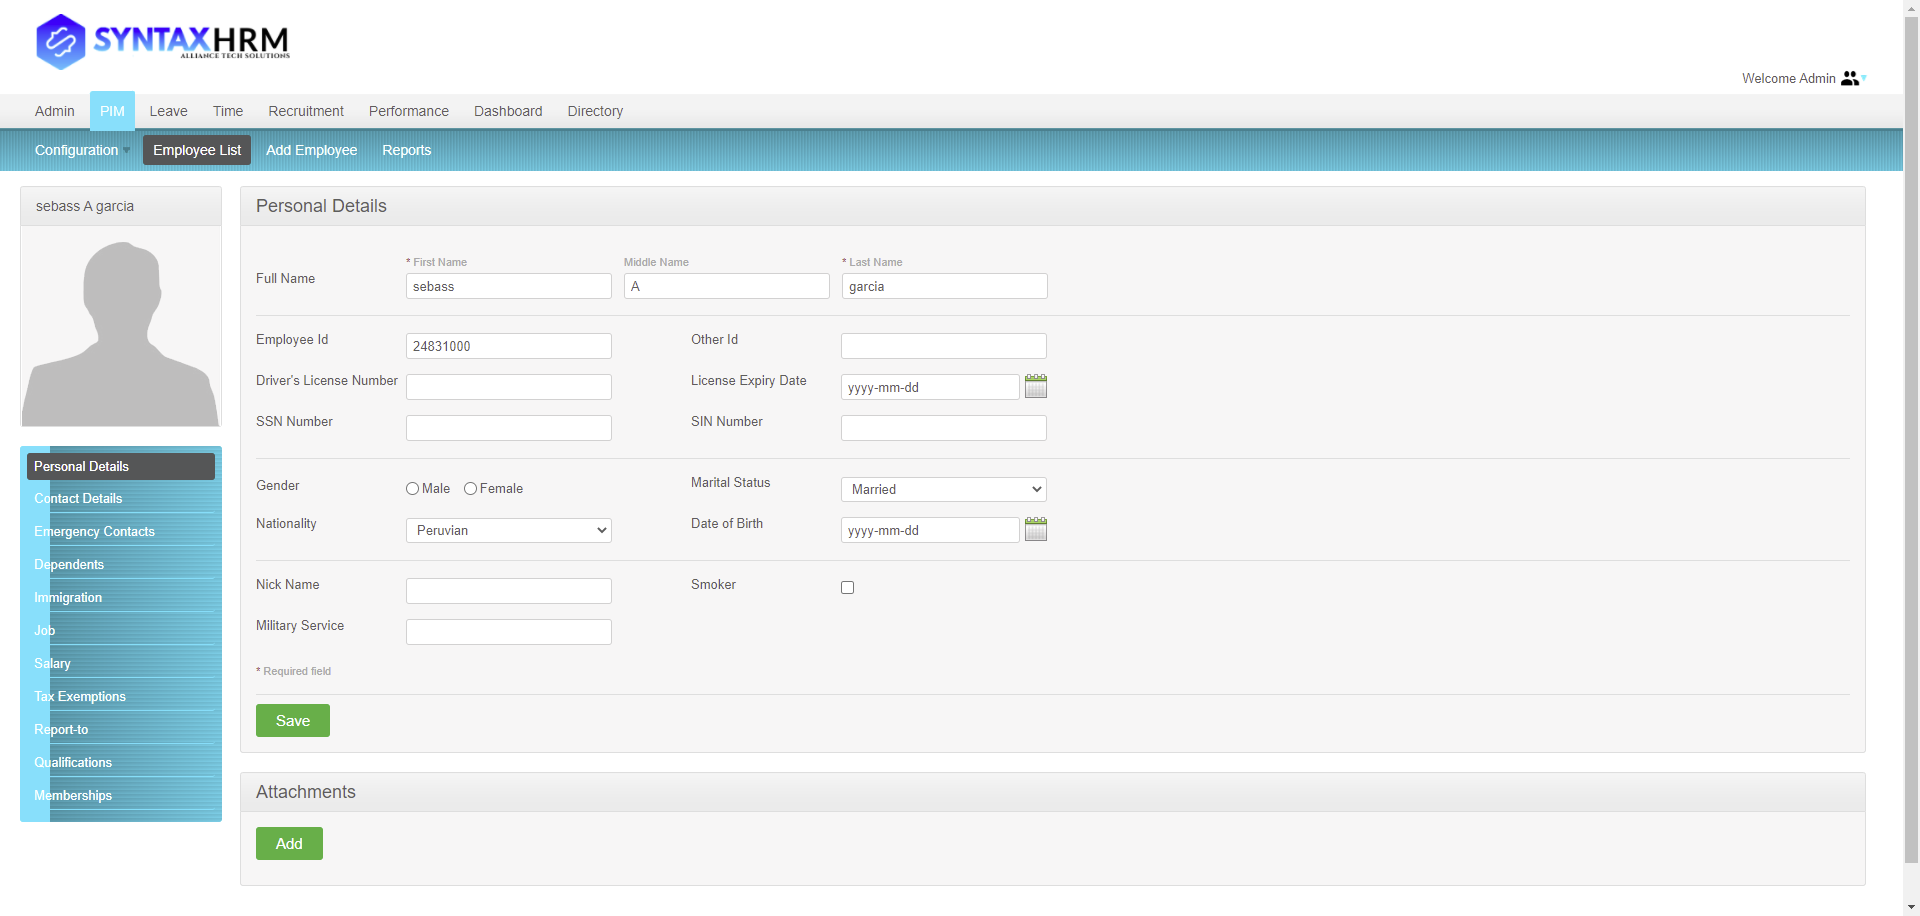 SYNTAXHRM
ALLIANCE TECH SOLUTIONS
Welcome Admin
Admin PIM Leave Time Recruitment Performance Dashboard Directory
Configuration Employee List Add Employee Reports
sebass A garcia
Personal Details
Contact Details
Emergency Contacts
Dependents
Immigration
Job
Salary
Tax Exemptions
Report-to
Qualifications
Memberships
Personal Details
* First Name Middle Name * Last Name
Full Name sebass A garcia
Employee Id 24831000 Other Id
Driver's License Number License Expiry Date yyyy-mm-dd
SSN Number SIN Number
Gender Male Female Marital Status Married
Nationality Peruvian Date of Birth yyyy-mm-dd
Nick Name Smoker
Military Service
* Required field
Save
Attachments
Add